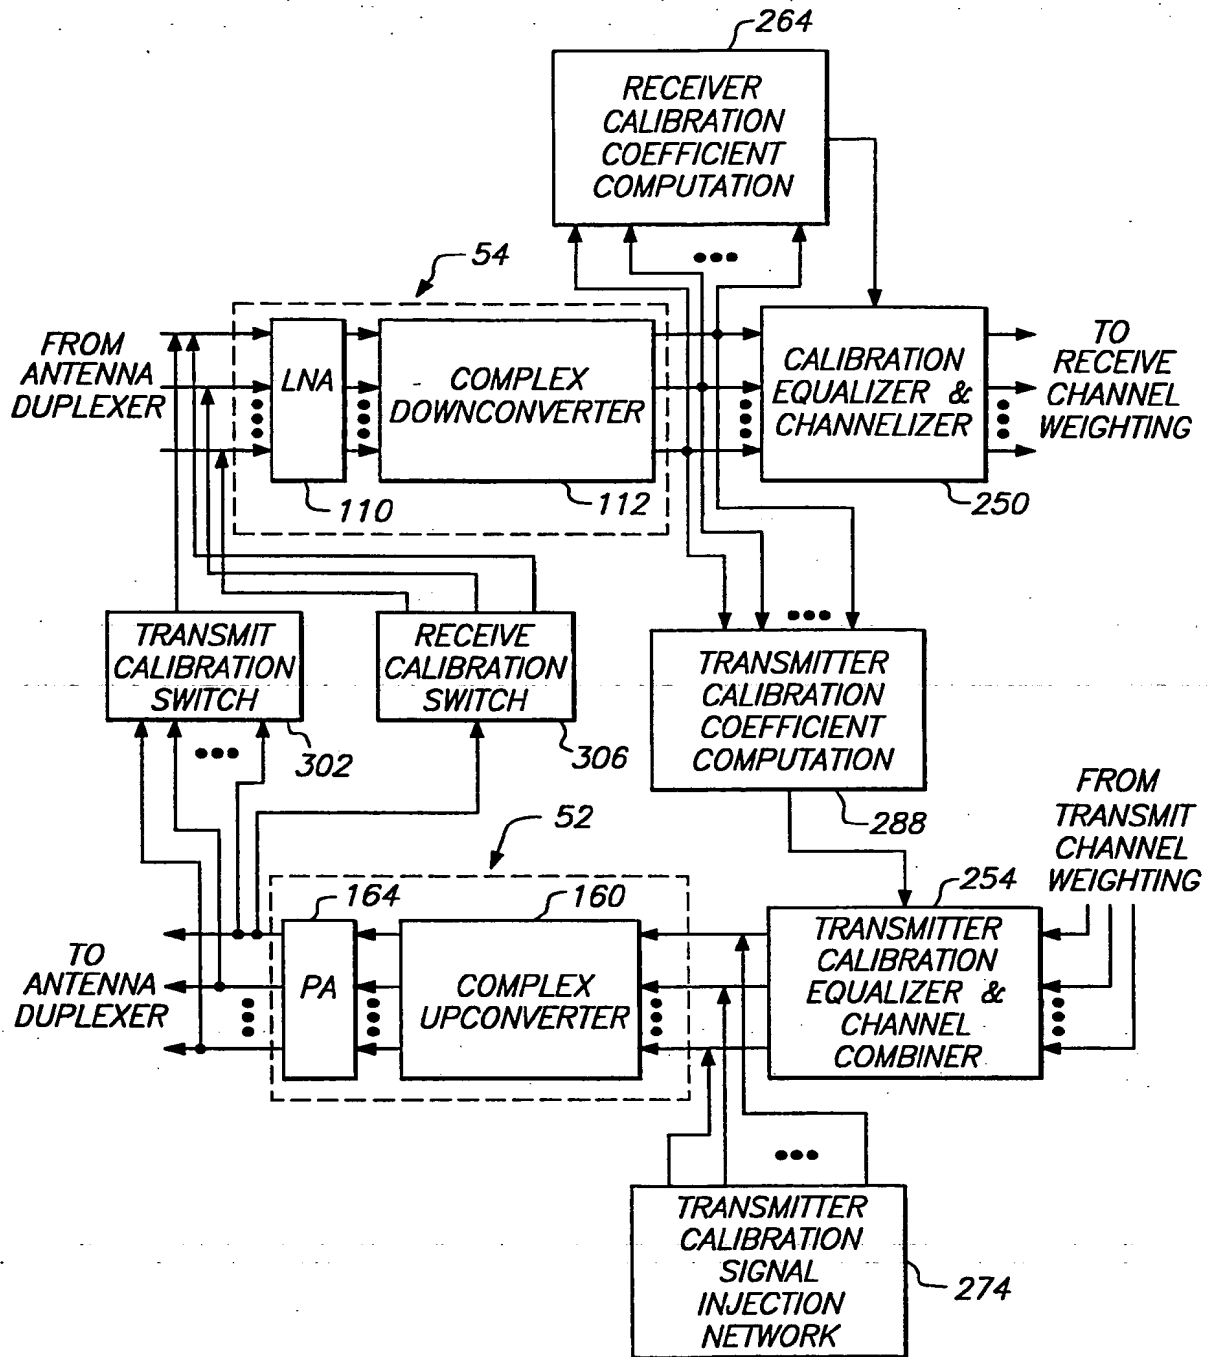 264
RECEIVER
CALIBRATION
COEFFICIENT
COMPUTATION
54
FROM
ANTENNA
DUPLEXER
LNA
COMPLEX
DOWNCONVERTER
CALIBRATION
EQUALIZER &
CHANNELIZER
TO
RECEIVE
CHANNEL
WEIGHTING
110
112
250
TRANSMIT
CALIBRATION
SWITCH
302
RECEIVE
CALIBRATION
SWITCH
306
TRANSMITTER
CALIBRATION
COEFFICIENT
COMPUTATION
288
FROM
TRANSMIT
CHANNEL
WEIGHTING
52
164
160
254
TO
ANTENNA
DUPLEXER
PA
COMPLEX
UPCONVERTER
TRANSMITTER
CALIBRATION
EQUALIZER &
CHANNEL
COMBINER
TRANSMITTER
CALIBRATION
SIGNAL
INJECTION
NETWORK
274